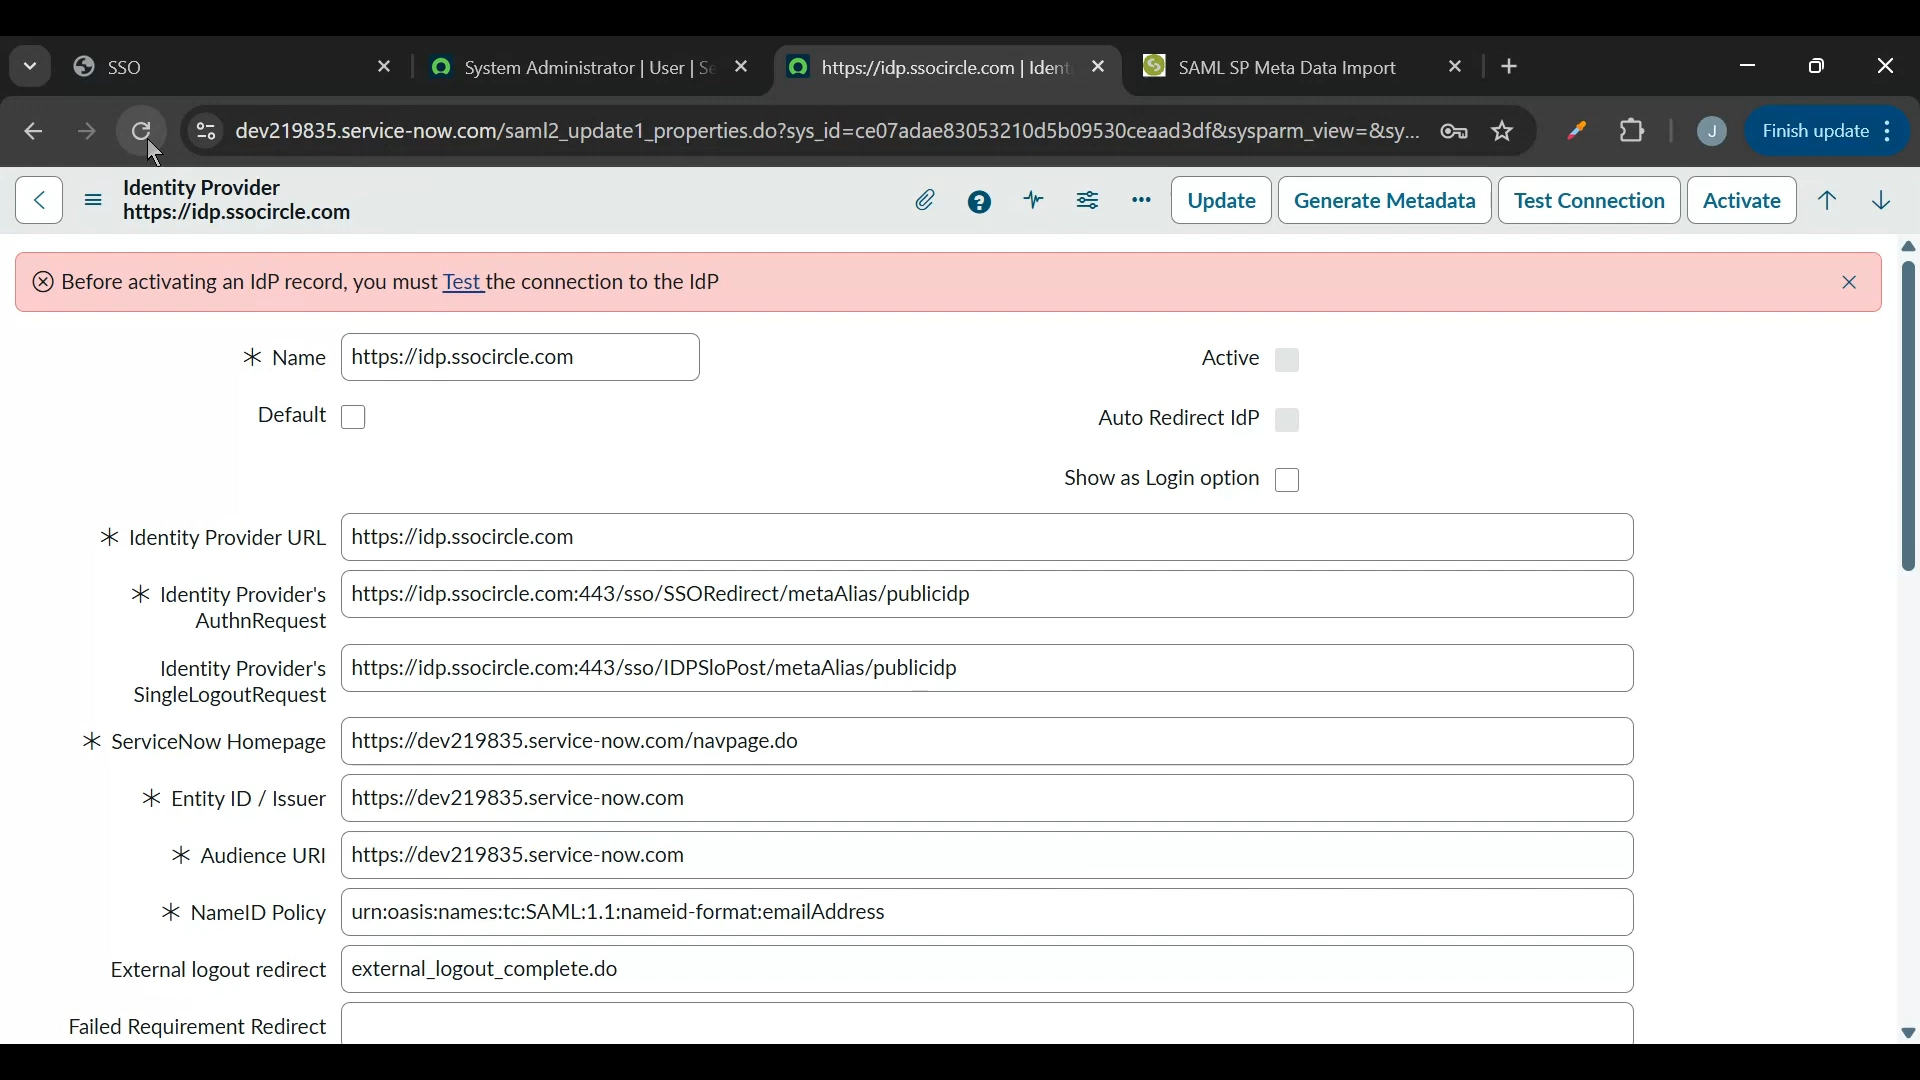 SSO
System Administrator | User | Se
https://idp.ssocircle.com | Ident
SAML SP Meta Data Import
dev219835.service-now.com/saml2_update1_properties.do?sys_id=ce07adae83053210d5b09530ceaad3df&sysparm_view=&sy...
J
Finish update
Identity Provider
https://idp.ssocircle.com
Update
Generate Metadata
Test Connection
Activate
Before activating an IdP record, you must Test the connection to the IdP
Name https://idp.ssocircle.com
Active
Default
Auto Redirect IdP
Show as Login option
Identity Provider URL https://idp.ssocircle.com
Identity Provider's
AuthnRequest
https://idp.ssocircle.com:443/sso/SSORedirect/metaAlias/publicidp
Identity Provider's
SingleLogoutRequest
https://idp.ssocircle.com:443/sso/IDPSloPost/metaAlias/publicidp
ServiceNow Homepage https://dev219835.service-now.com/navpage.do
Entity ID / Issuer https://dev219835.service-now.com
Audience URI https://dev219835.service-now.com
NameID Policy urn:oasis:names:tc:SAML:1.1:nameid-format:emailAddress
External logout redirect external_logout_complete.do
Failed Requirement Redirect